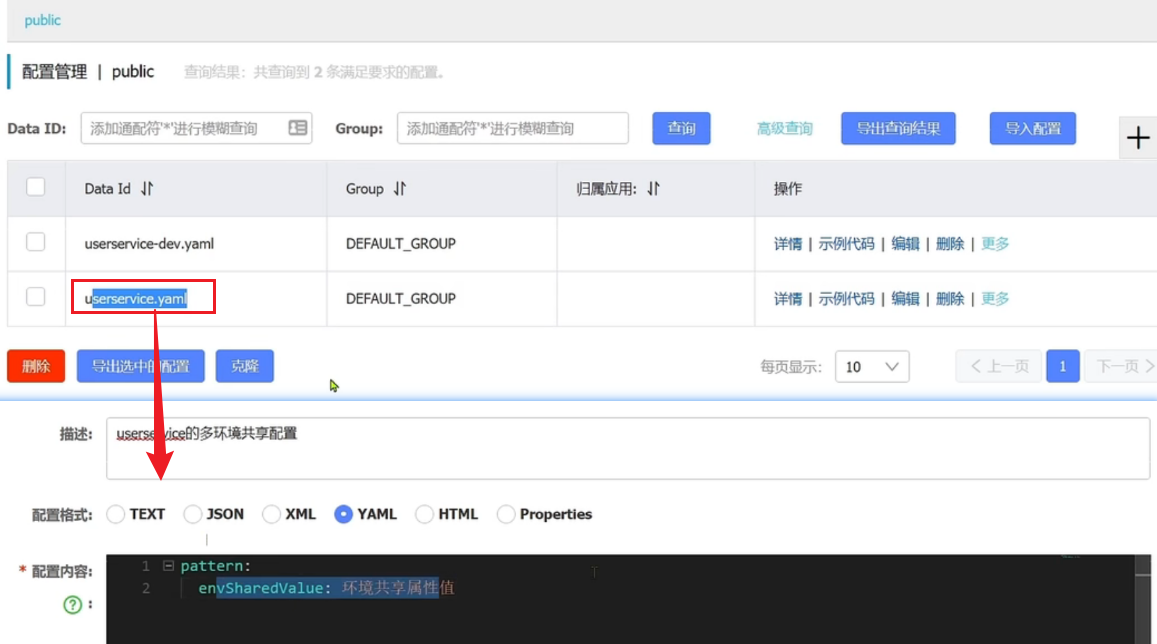 public
配置管理 | public 查询结果：共查询到 2 条满足要求的配置。
Data ID: 添加通配符'*'进行模糊查询 Group: 添加通配符'*'进行模糊查询 查询 高级查询 导出查询结果 导入配置 +
Data Id Group 归属应用: 操作
userservice-dev.yaml DEFAULT_GROUP 详情 | 示例代码 | 编辑 | 删除 | 更多
userservice.yaml DEFAULT_GROUP 详情 | 示例代码 | 编辑 | 删除 | 更多
删除 导出选中的配置 克隆 每页显示: 10 < 上一页 1 下一页 >
描述: userservice的多环境共享配置
配置格式: TEXT JSON XML YAML HTML Properties
* 配置内容: 1 pattern:
? : 2 envSharedValue: 环境共享属性值